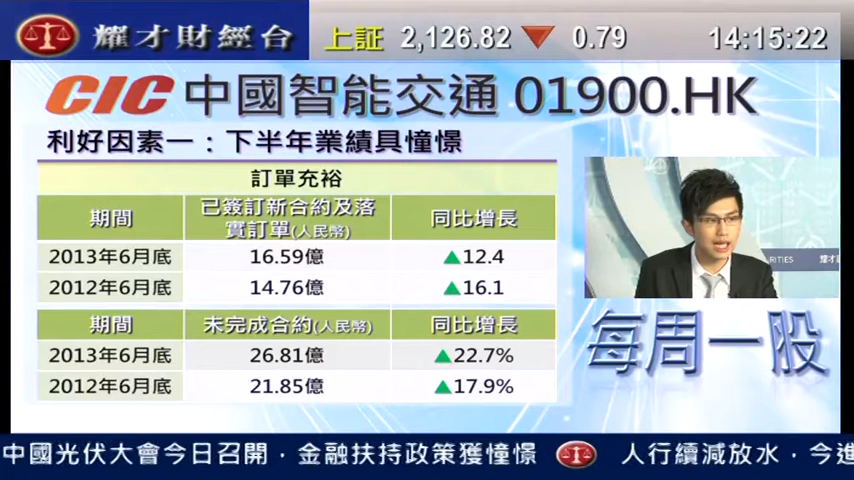 耀才財經台
上証 2,126.82 ▼ 0.79 14:15:22
CIC 中國智能交通 01900.HK
利好因素一：下半年業績具憧憬
訂單充裕
期間 已簽訂新合約及落實訂單(人民幣) 同比增長
2013年6月底 16.59億 ▲12.4
2012年6月底 14.76億 ▲16.1
期間 未完成合約(人民幣) 同比增長
2013年6月底 26.81億 ▲22.7%
2012年6月底 21.85億 ▲17.9%
RITIES 耀才
每周一股
中國光伏大會今日召開，金融扶持政策獲憧憬 人行續減放水，今進